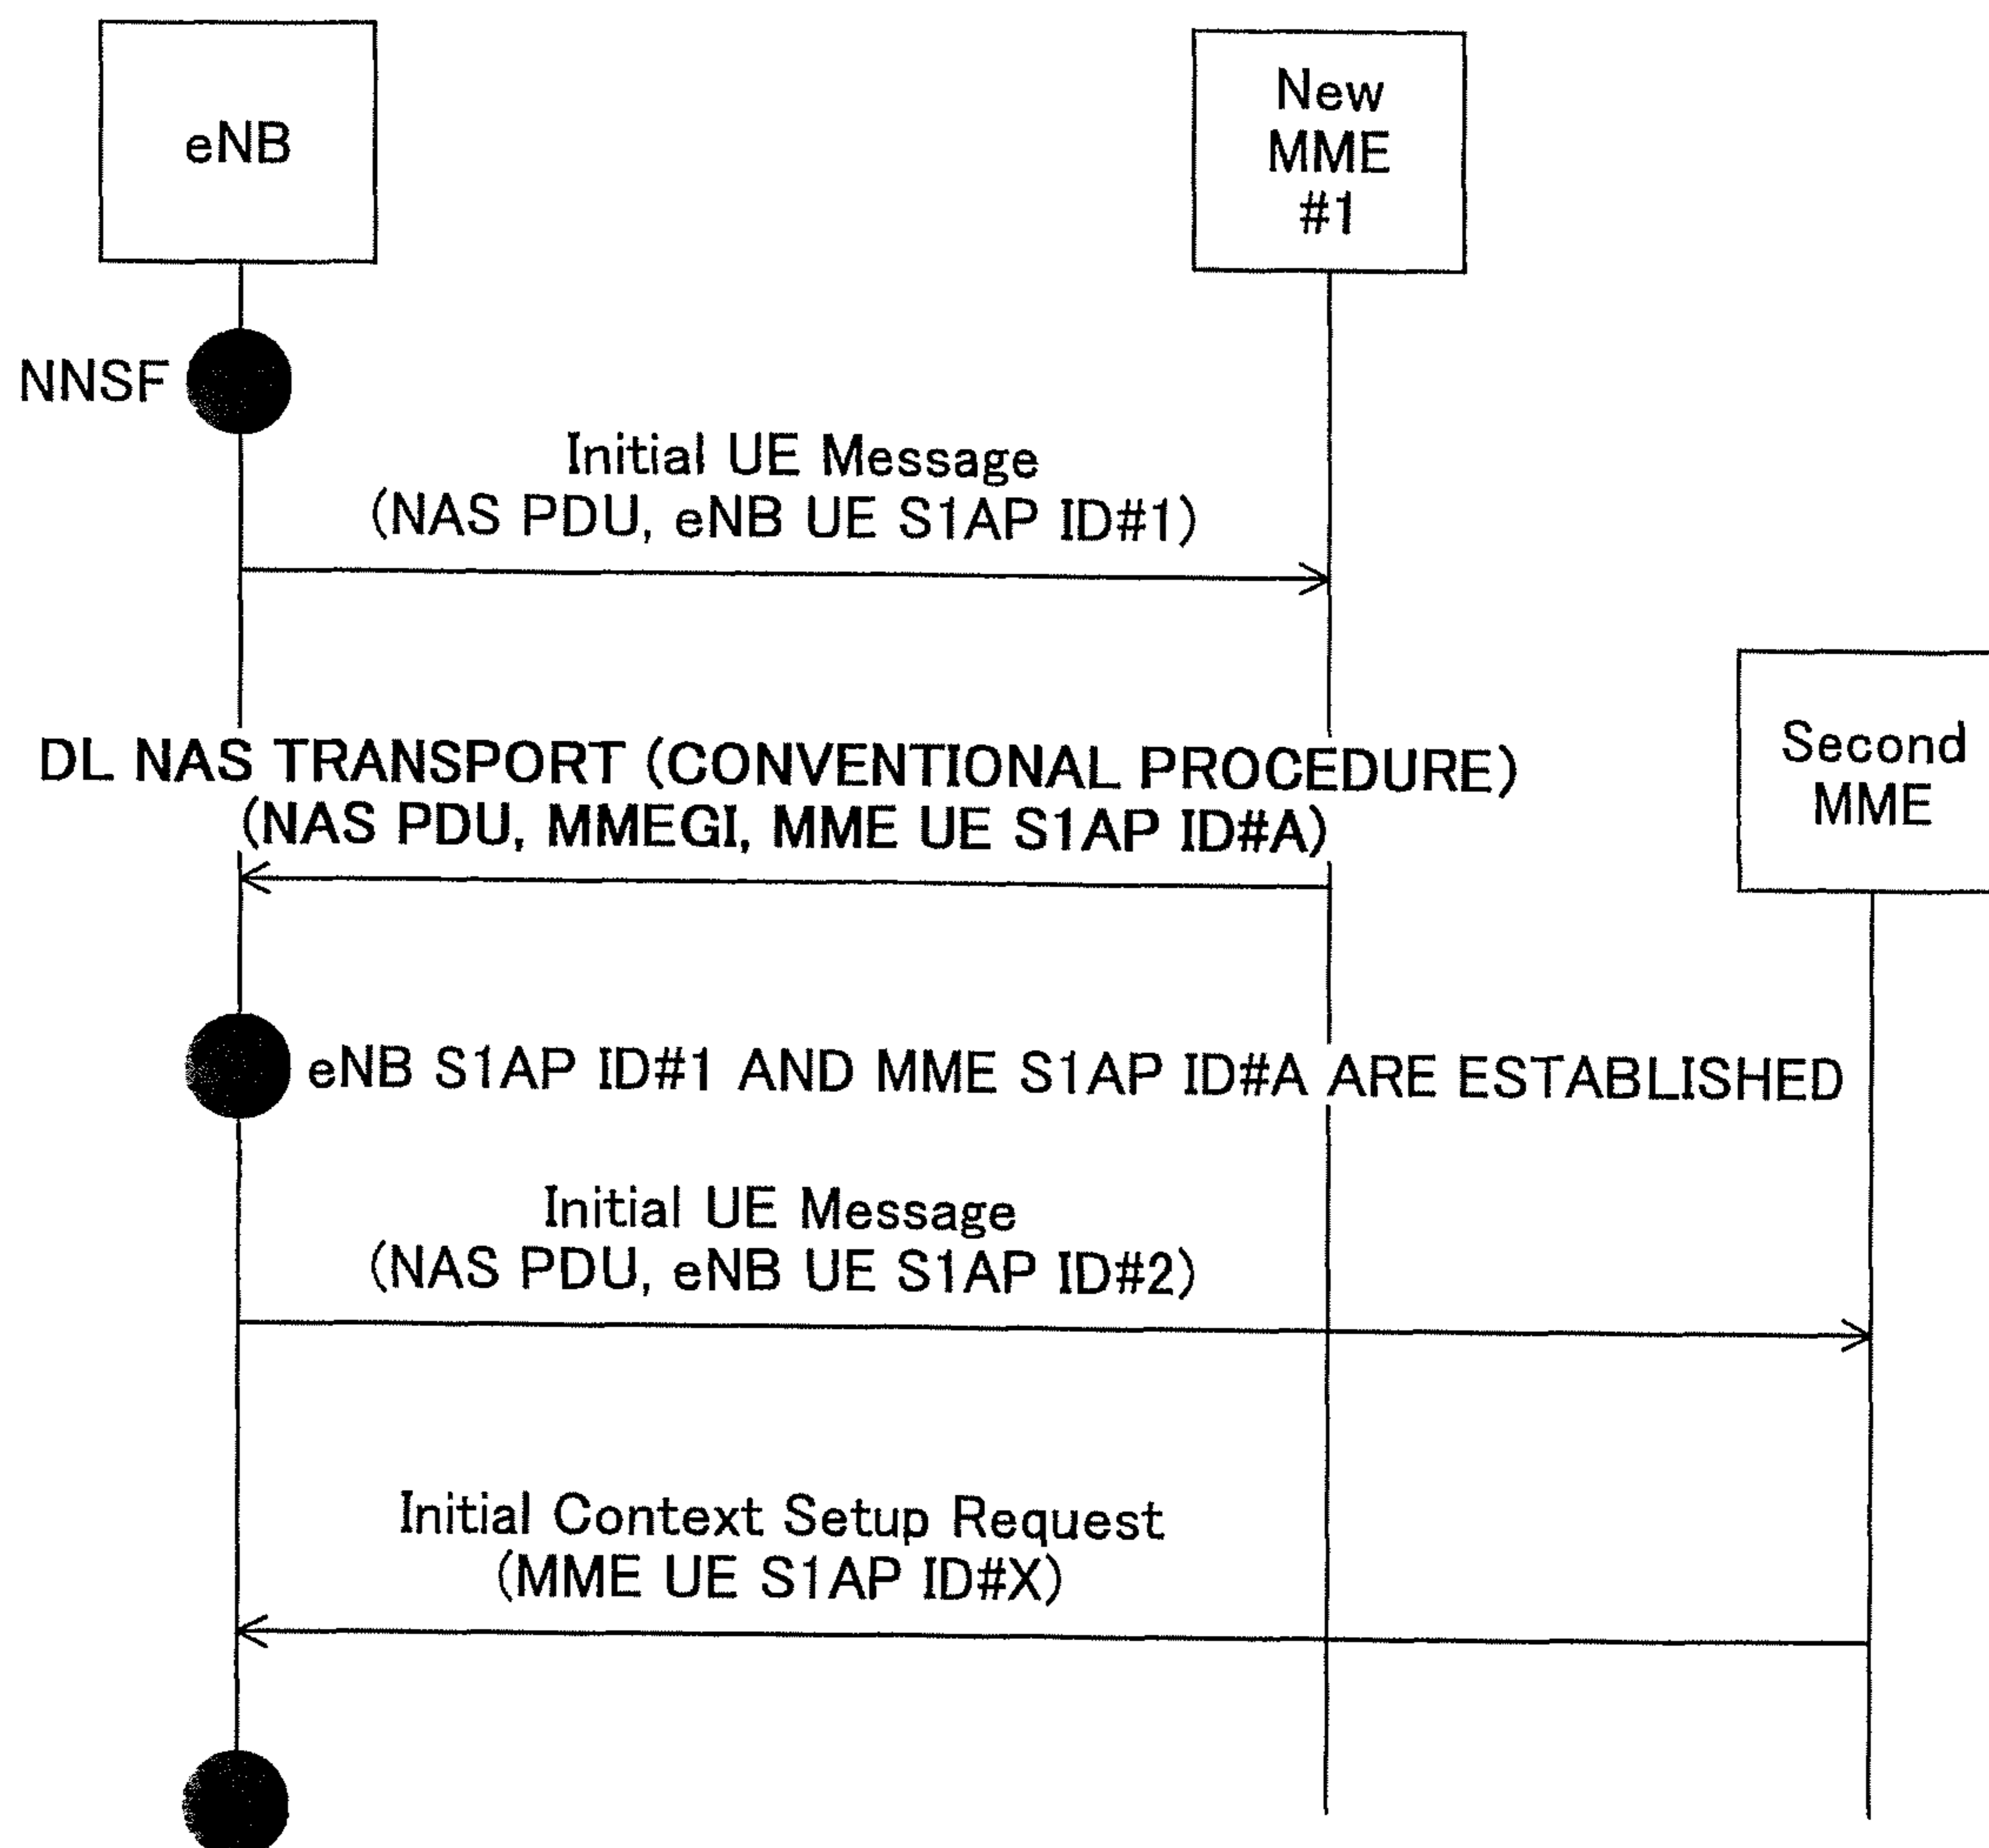 eNB
New
MME
#1
NNSF
Initial UE Message
(NAS PDU, eNB UE S1AP ID#1)
Second
MME
DL NAS TRANSPORT (CONVENTIONAL PROCEDURE)
(NAS PDU, MMEGI, MME UE S1AP ID#A)
eNB S1AP ID#1 AND MME S1AP ID#A ARE ESTABLISHED
Initial UE Message
(NAS PDU, eNB UE S1AP ID#2)
Initial Context Setup Request
(MME UE S1AP ID#X)